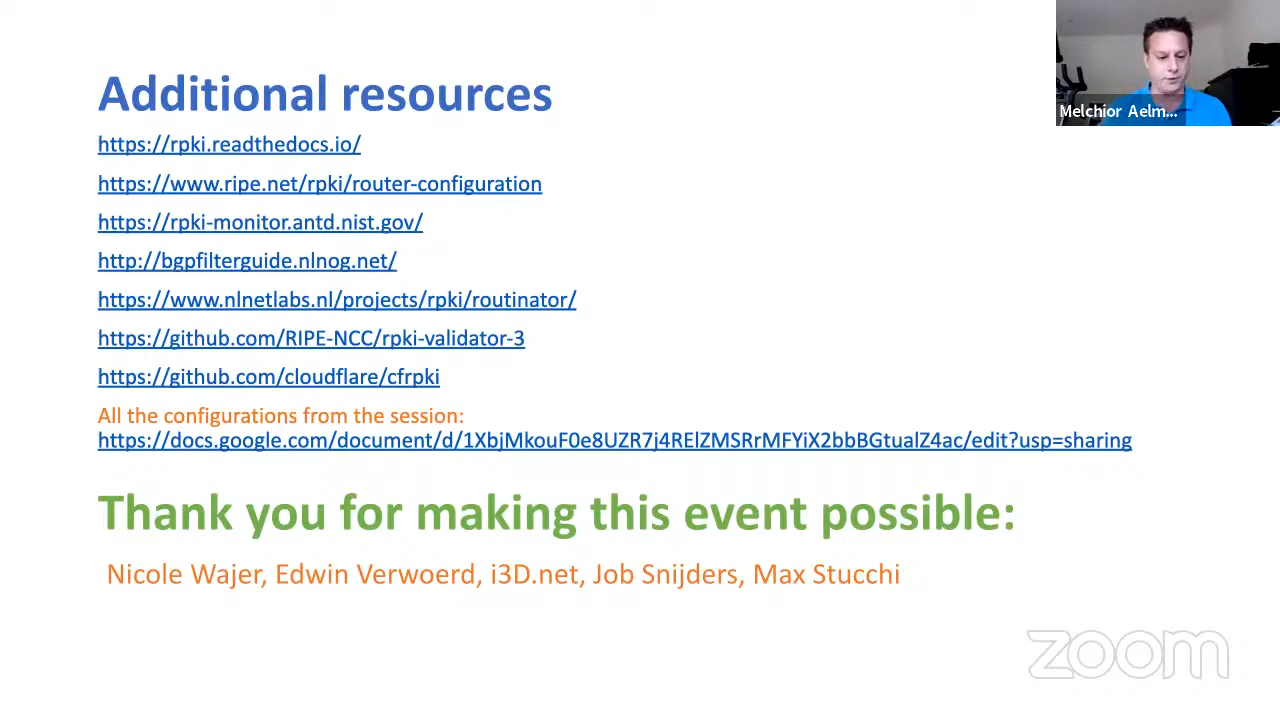 Additional resources
Melchior Aelm...
https://rpki.readthedocs.io/
https://www.ripe.net/rpki/router-configuration
https://rpki-monitor.antd.nist.gov/
http://bgpfilterguide.nlnog.net/
https://www.nlnetlabs.nl/projects/rpki/routinator/
https://github.com/RIPE-NCC/rpki-validator-3
https://github.com/cloudflare/cfrpki
All the configurations from the session:
https://docs.google.com/document/d/1XbjMkouF0e8UZR7j4RElZMSRrMFYiX2bbBGtualZ4ac/edit?usp=sharing
Thank you for making this event possible:
Nicole Wajer, Edwin Verwoerd, i3D.net, Job Snijders, Max Stucchi
zoom